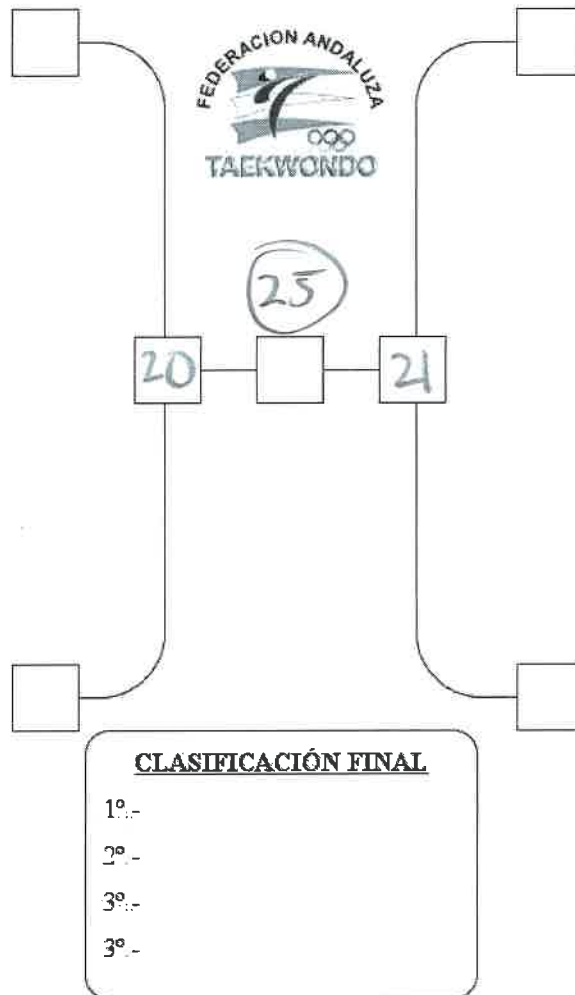 FEDERACION ANDALUZA
TAEKWONDO
25
20
21
CLASIFICACIÓN FINAL
1º.-
2º.-
3º.-
3º.-